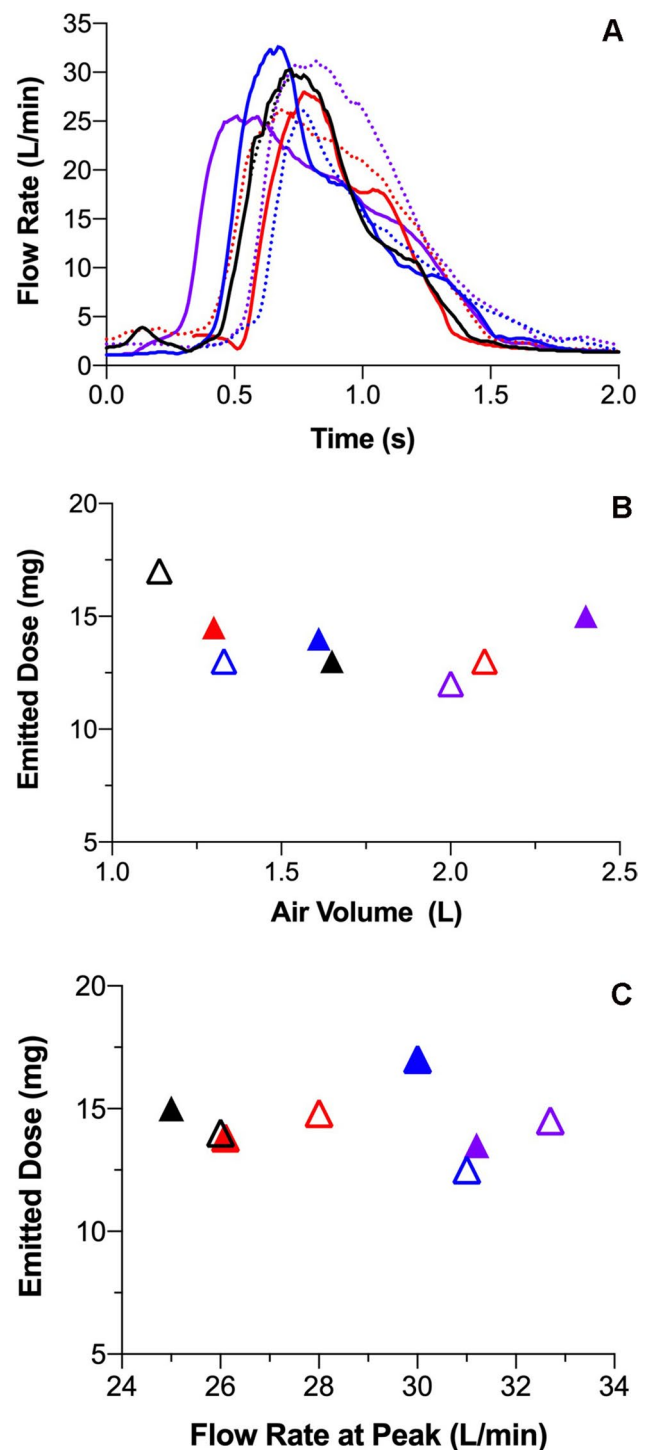 A
35
30
25
20
15
10
5
0
Flow Rate (L/min)
0.0 0.5 1.0 1.5 2.0
Time (s)
B
20
15
10
5
Emitted Dose (mg)
1.0 1.5 2.0 2.5
Air Volume (L)
C
20
15
10
5
Emitted Dose (mg)
24 26 28 30 32 34
Flow Rate at Peak (L/min)